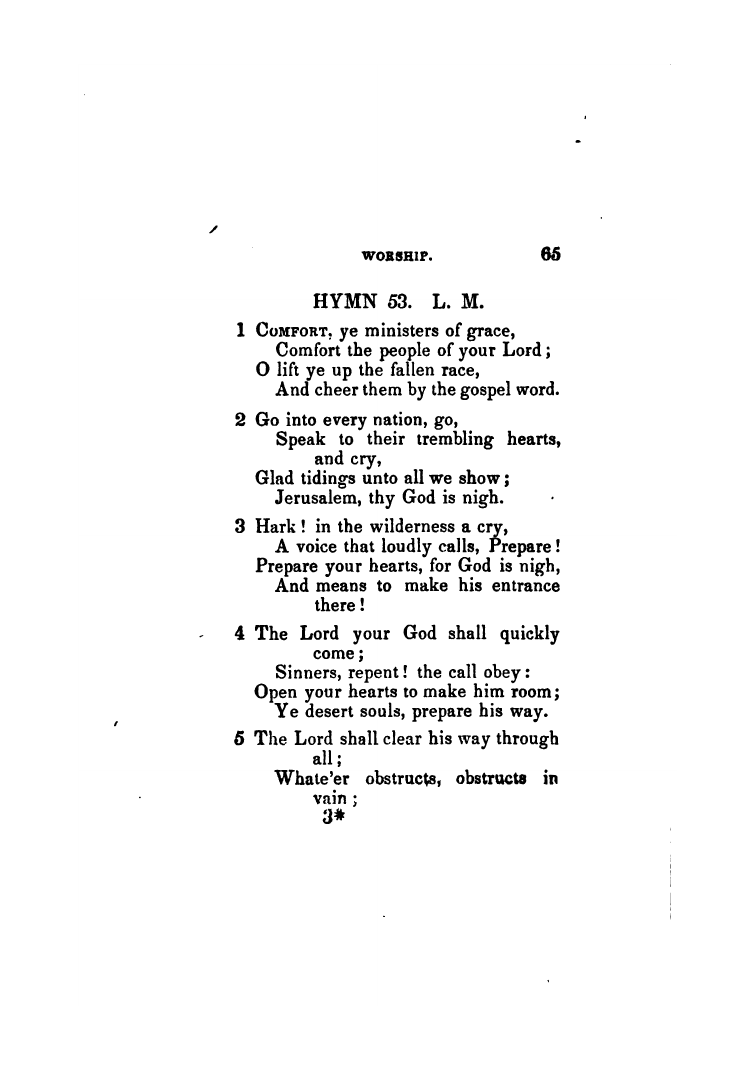 WORSHIP. 65
HYMN 53. L. M.
1 COMFORT, ye ministers of grace,
Comfort the people of your Lord ;
O lift ye up the fallen race,
And cheer them by the gospel word.
2 Go into every nation, go,
Speak to their trembling hearts,
and cry,
Glad tidings unto all we show ;
Jerusalem, thy God is nigh.
3 Hark ! in the wilderness a cry,
A voice that loudly calls, Prepare !
Prepare your hearts, for God is nigh,
And means to make his entrance
there !
4 The Lord your God shall quickly
come ;
Sinners, repent ! the call obey :
Open your hearts to make him room ;
Ye desert souls, prepare his way.
5 The Lord shall clear his way through
all ;
Whate'er obstructs, obstructs in
vain ;
3*